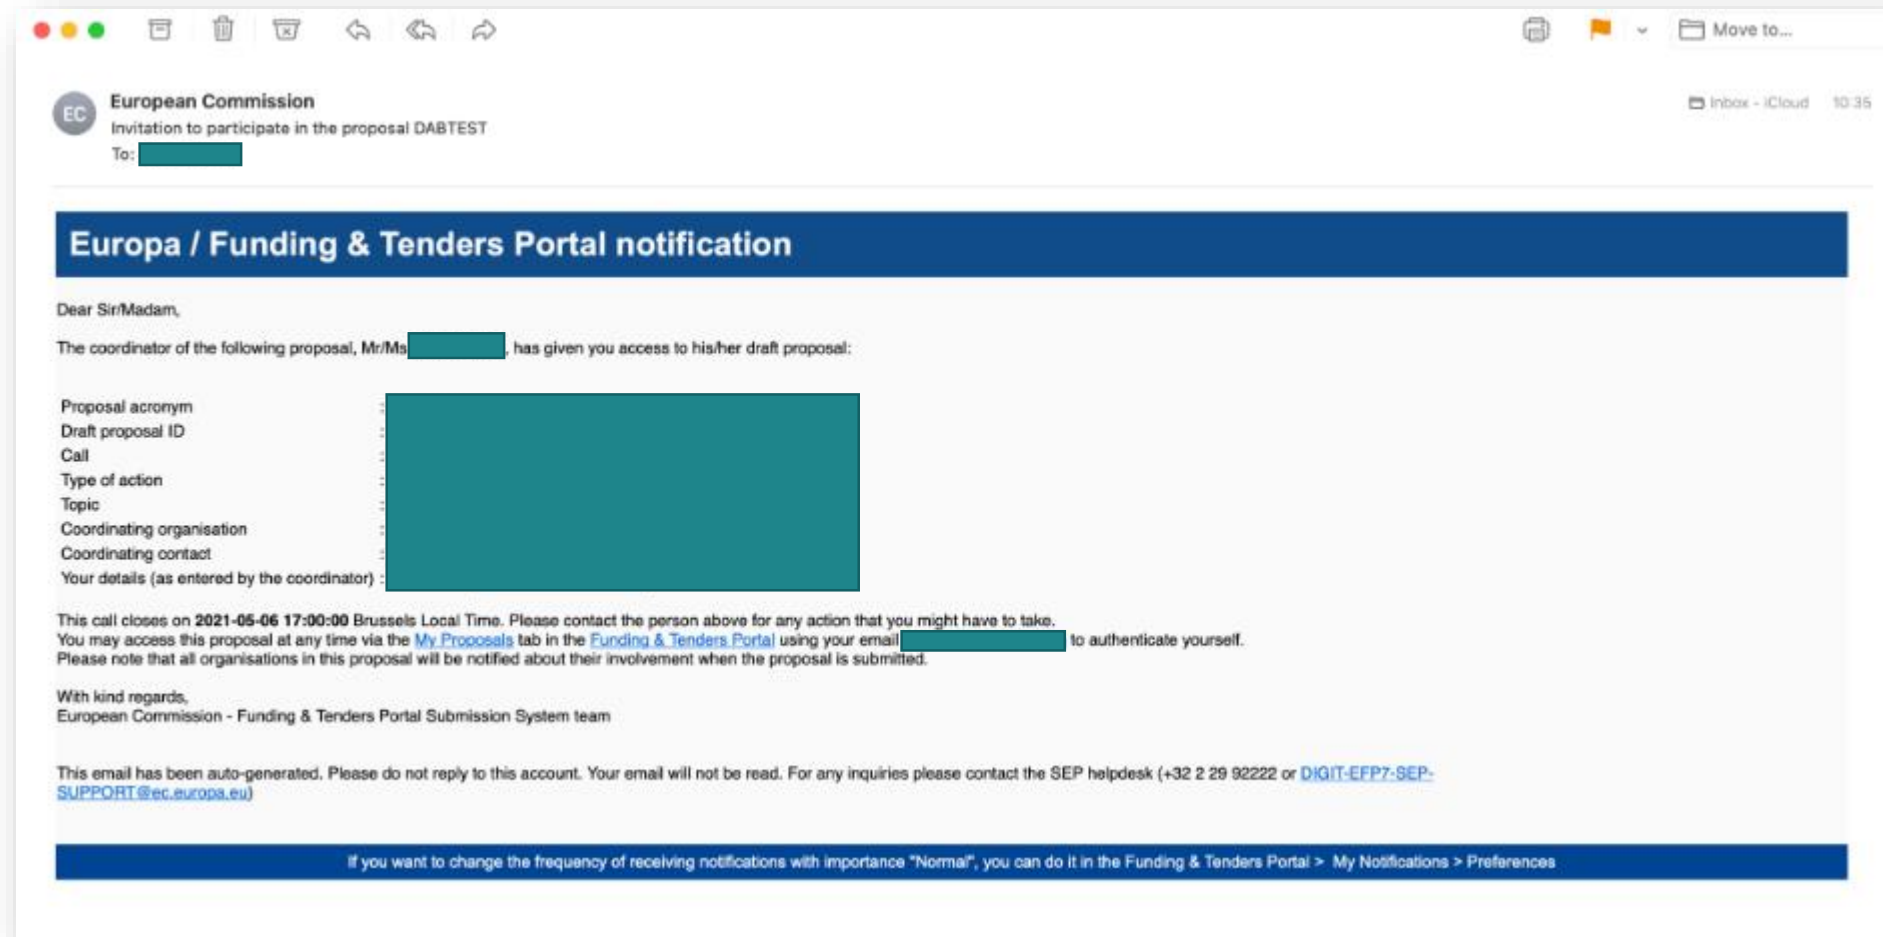 Move to...
EC
European Commission
Inbox - iCloud 10:35
Invitation to participate in the proposal DABTEST
To:
Europa / Funding & Tenders Portal notification
Dear Sir/Madam,
The coordinator of the following proposal, Mr/Ms , has given you access to his/her draft proposal:
Proposal acronym :
Draft proposal ID :
Call :
Type of action :
Topic :
Coordinating organisation :
Coordinating contact :
Your details (as entered by the coordinator) :
This call closes on 2021-05-06 17:00:00 Brussels Local Time. Please contact the person above for any action that you might have to take.
You may access this proposal at any time via the My Proposals tab in the Funding & Tenders Portal using your email to authenticate yourself.
Please note that all organisations in this proposal will be notified about their involvement when the proposal is submitted.
With kind regards,
European Commission - Funding & Tenders Portal Submission System team
This email has been auto-generated. Please do not reply to this account. Your email will not be read. For any inquiries please contact the SEP helpdesk (+32 2 29 92222 or DIGIT-EFP7-SEP-
SUPPORT@ec.europa.eu)
If you want to change the frequency of receiving notifications with importance "Normal", you can do it in the Funding & Tenders Portal > My Notifications > Preferences